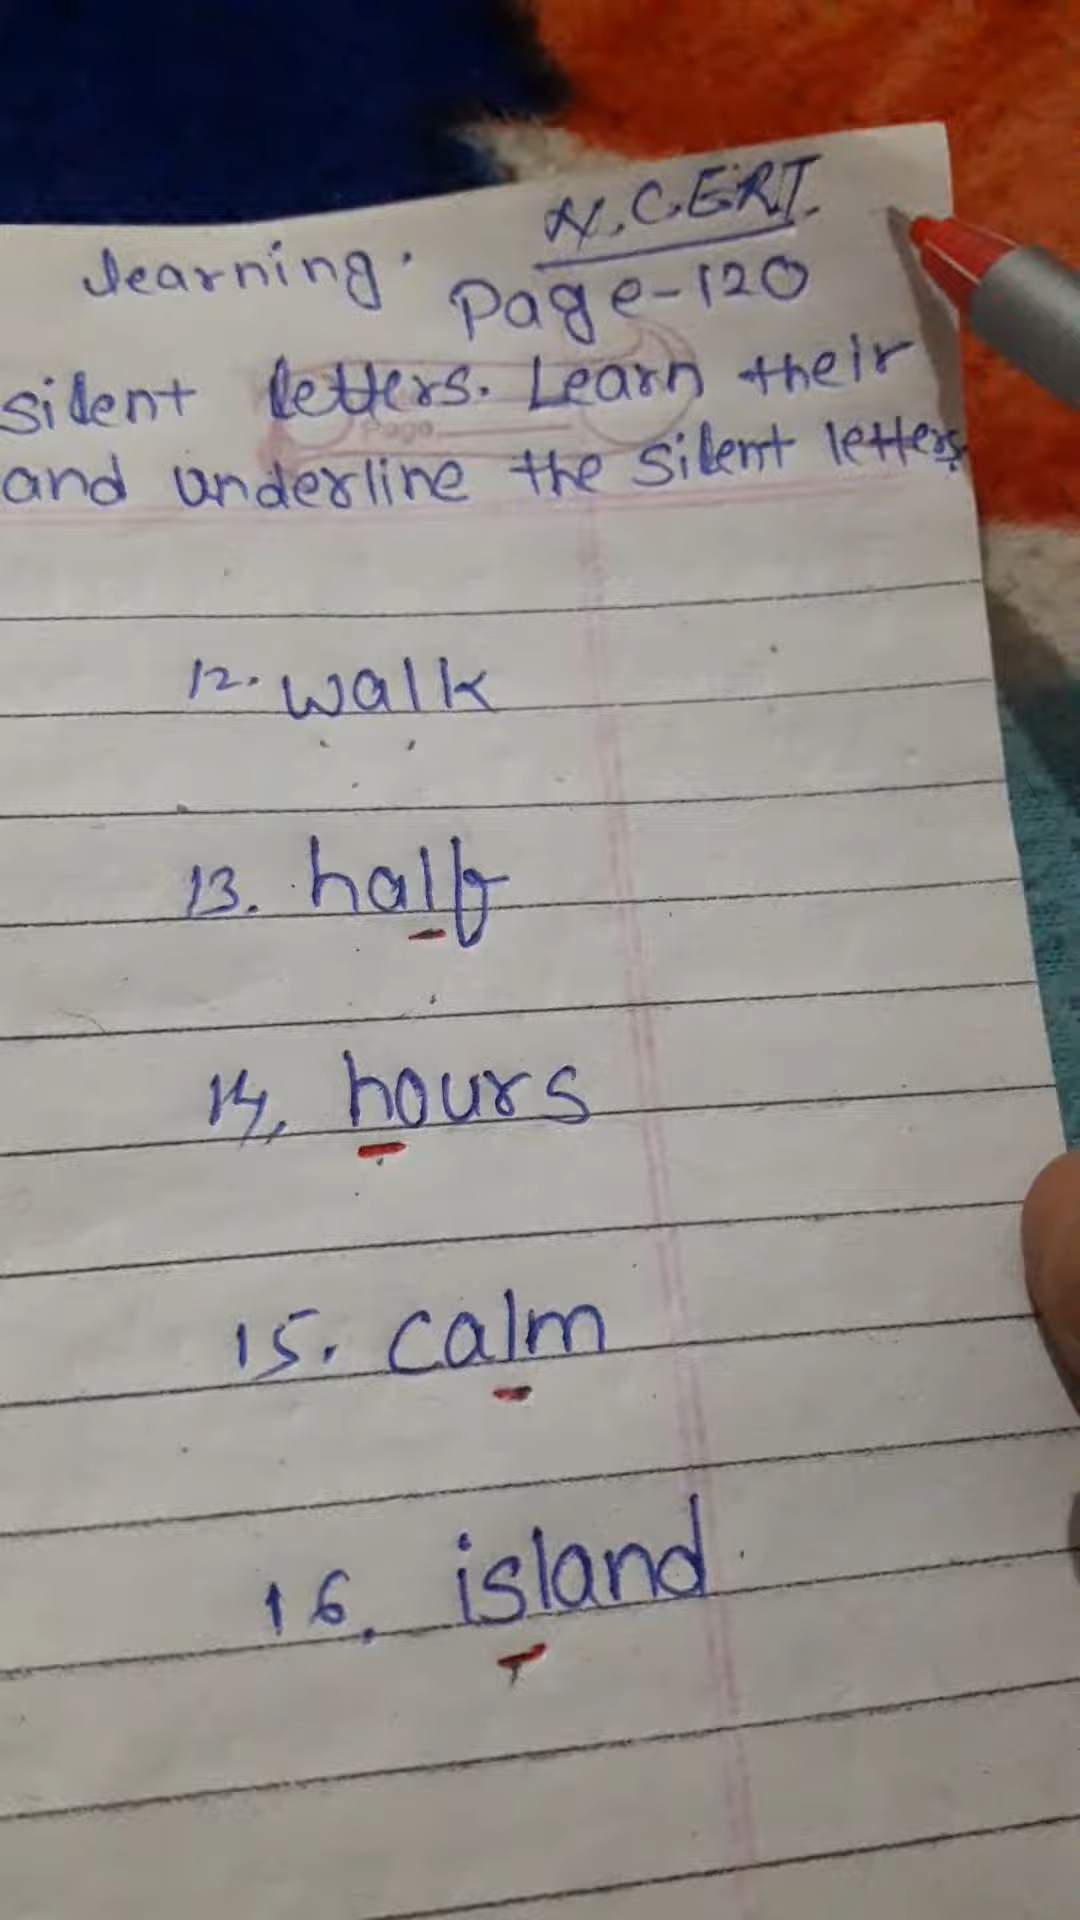 N.C.E.R.T.
learning. Page-120
silent letters. Learn their
Page
and underline the silent letters.
12. walk
13. half
14. hours
15. calm
16. island